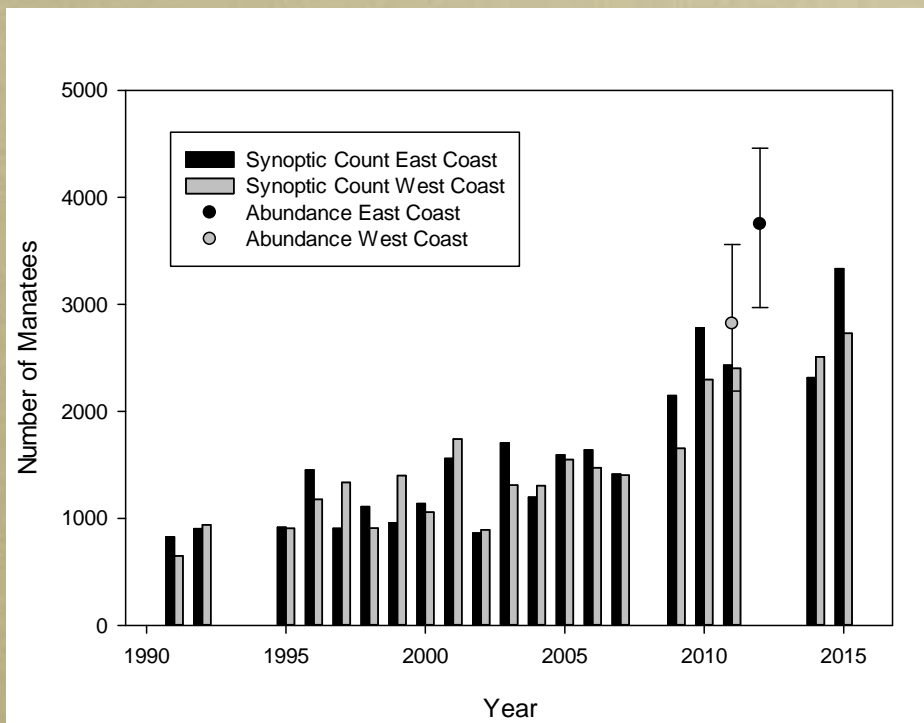 5000
4000
3000
2000
1000
0
Number of Manatees
Synoptic Count East Coast
Synoptic Count West Coast
Abundance East Coast
Abundance West Coast
1990 1995 2000 2005 2010 2015
Year